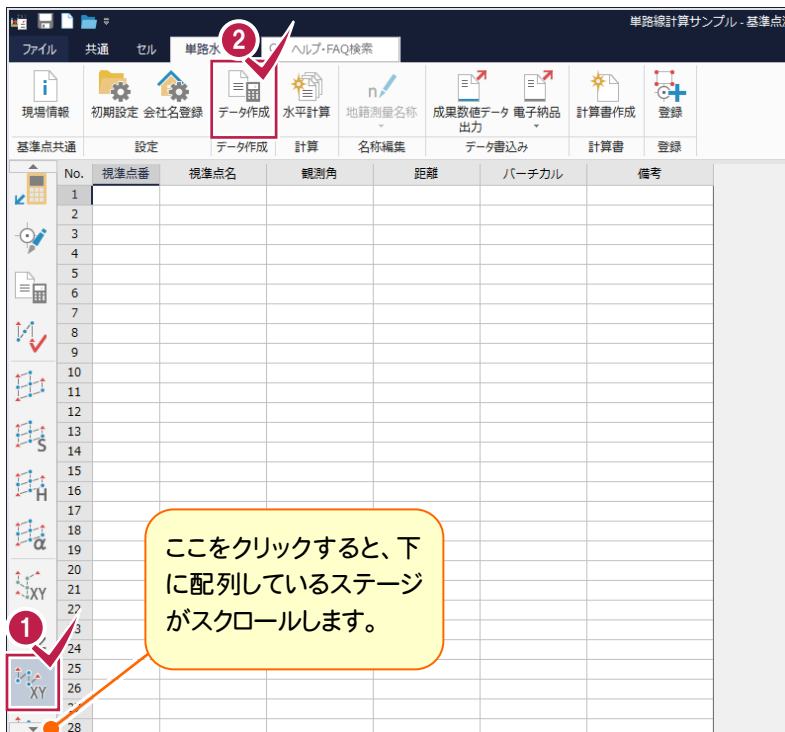 単路線計算サンプル - 基準点
ファイル 共通 セル 単路水 ヘルプ・FAQ検索
2
現場情報 初期設定 会社名登録 データ作成 水平計算 地籍測量名称 成果数値データ出力 電子納品 計算書作成 登録
基準点共通 設定 データ作成 計算 名称編集 データ書込み 計算書 登録
No. 視準点番 視準点名 観測角 距離 バーチカル 備考
1
2
3
4
5
6
7
8
9
10
11
12
13
14
15
16
17
18
19
20
21
22
24
25
26
28
S
H
α
XY
1
XY
ここをクリックすると、下
に配列しているステージ
がスクロールします。